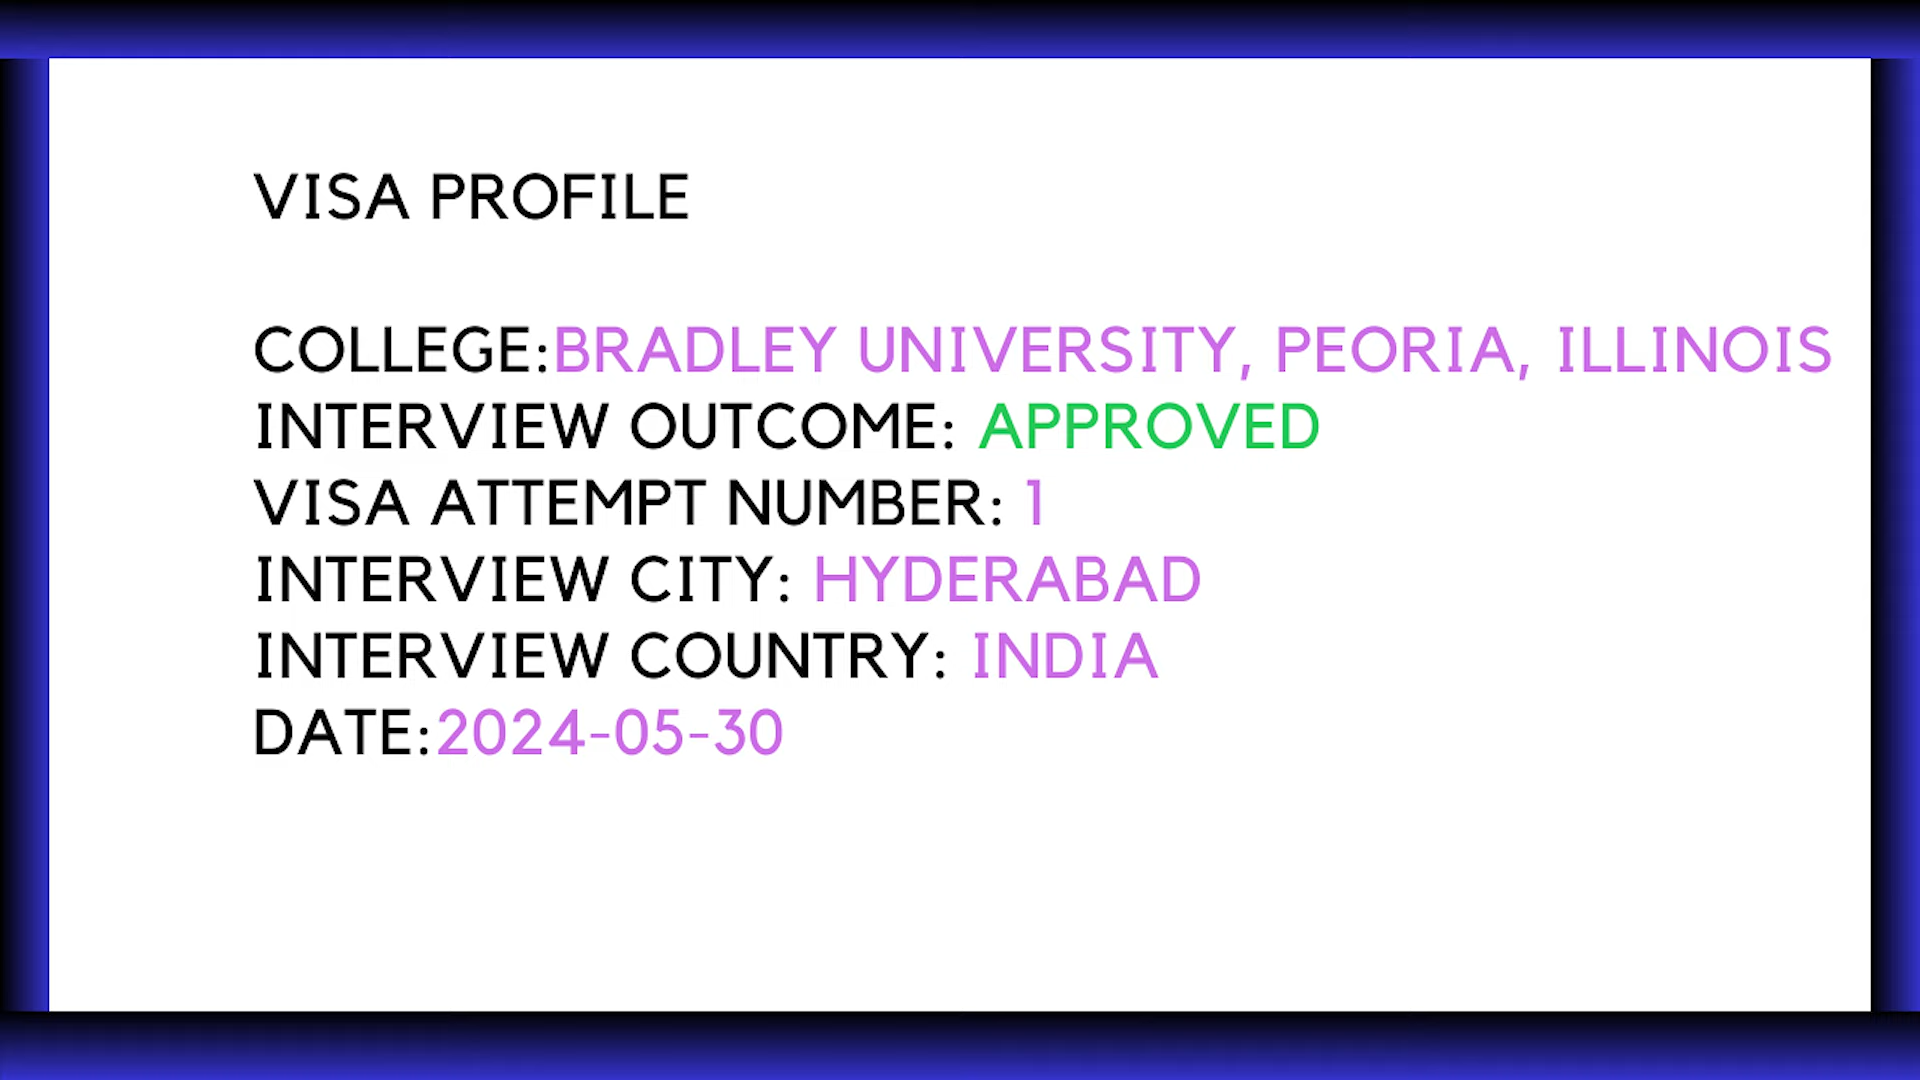 VISA PROFILE
COLLEGE:BRADLEY UNIVERSITY, PEORIA, ILLINOIS
INTERVIEW OUTCOME: APPROVED
VISA ATTEMPT NUMBER: 1
INTERVIEW CITY: HYDERABAD
INTERVIEW COUNTRY: INDIA
DATE:2024-05-30